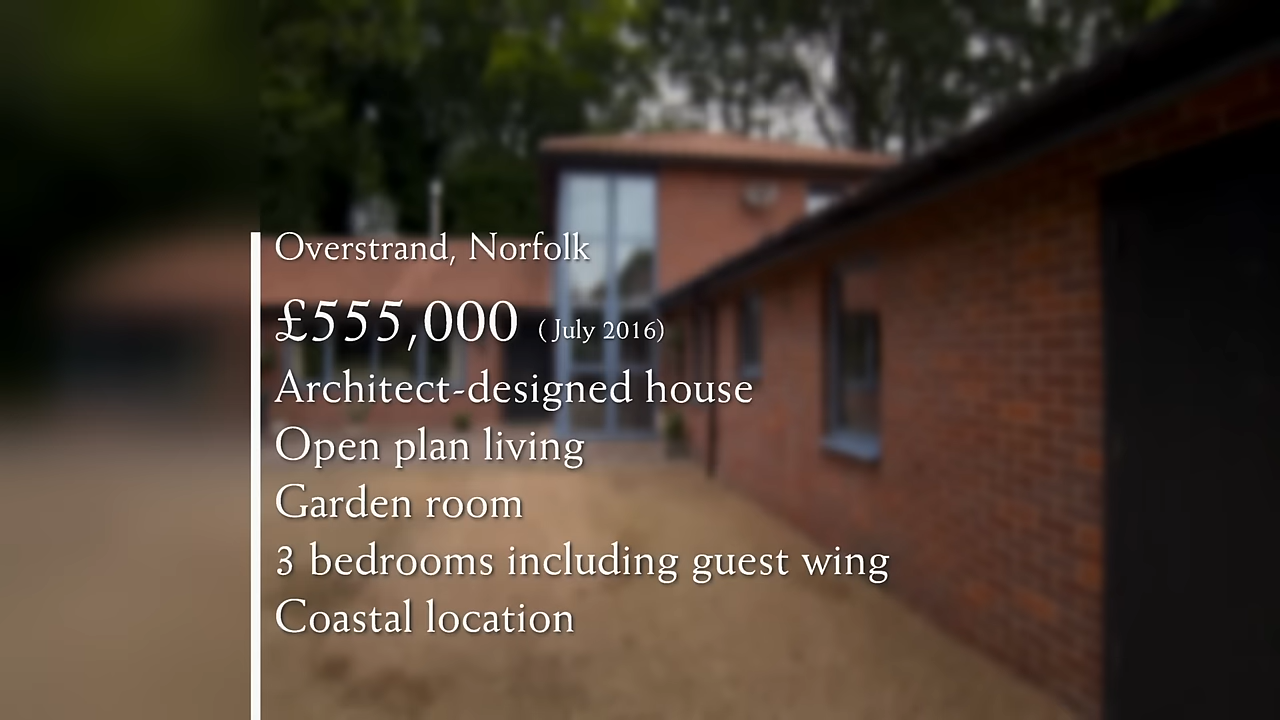 Overstrand, Norfolk
£555,000 (July 2016)
Architect-designed house
Open plan living
Garden room
3 bedrooms including guest wing
Coastal location